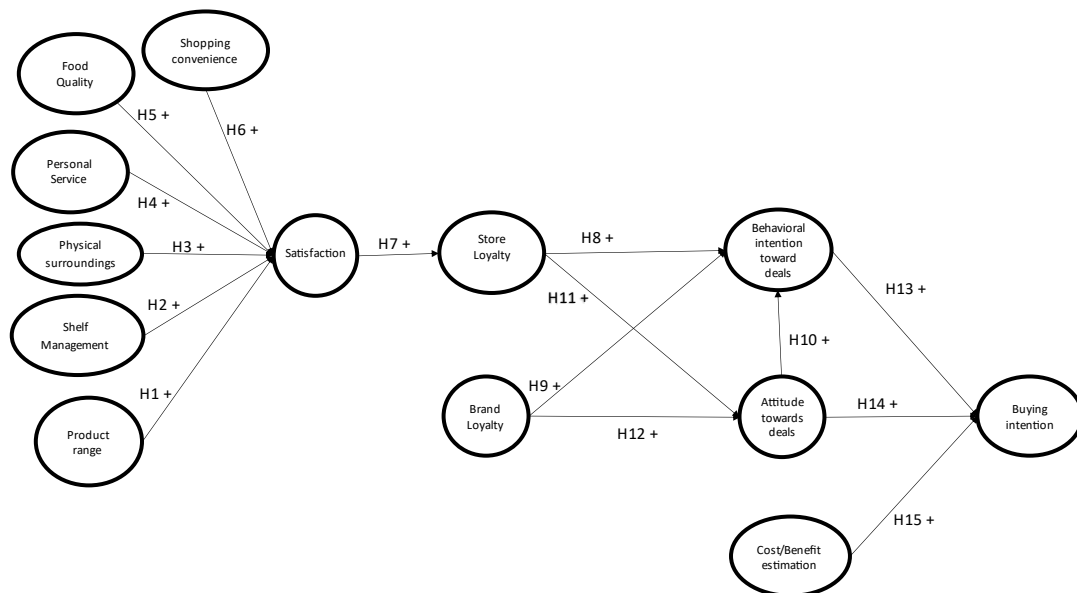 Shopping
convenience
Food
Quality
H5 +
H6 +
Personal
Service
H4 +
Physical
surroundings
H3 +
Satisfaction
H7 +
Store
Loyalty
H8 +
Behavioral
intention
toward
deals
H2 +
Shelf
Management
H11 +
H13 +
H10 +
H1 +
Product
range
H9 +
Brand
Loyalty
H12 +
Attitude
towards
deals
H14 +
Buying
intention
H15 +
Cost/Benefit
estimation